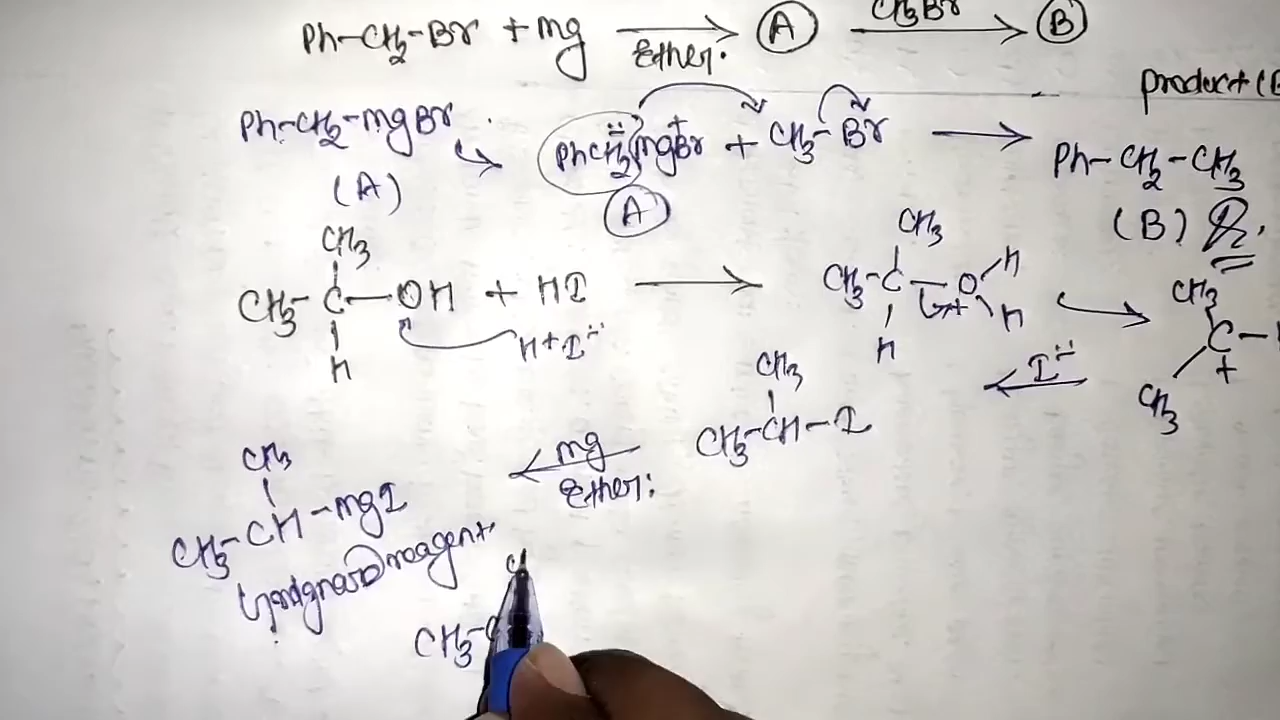 Ph-CH2-Br + Mg ⟶ Ether. (A) ⟶ CH3Br (B)
product (B
Ph-CH2-MgBr
(A)
PhCH2 MgBr + CH3-Br ⟶ Ph-CH2-CH3
(A)
(B)
CH3
CH3-C-OH + HI ⟶
H
H+I
CH3
CH3-C-O-H
H
H
CH3
C-
+
CH3
I
CH3
CH3-CH-I
Mg
Ether:
CH3
CH3-CH-MgI
Grignard reagent
CH3-